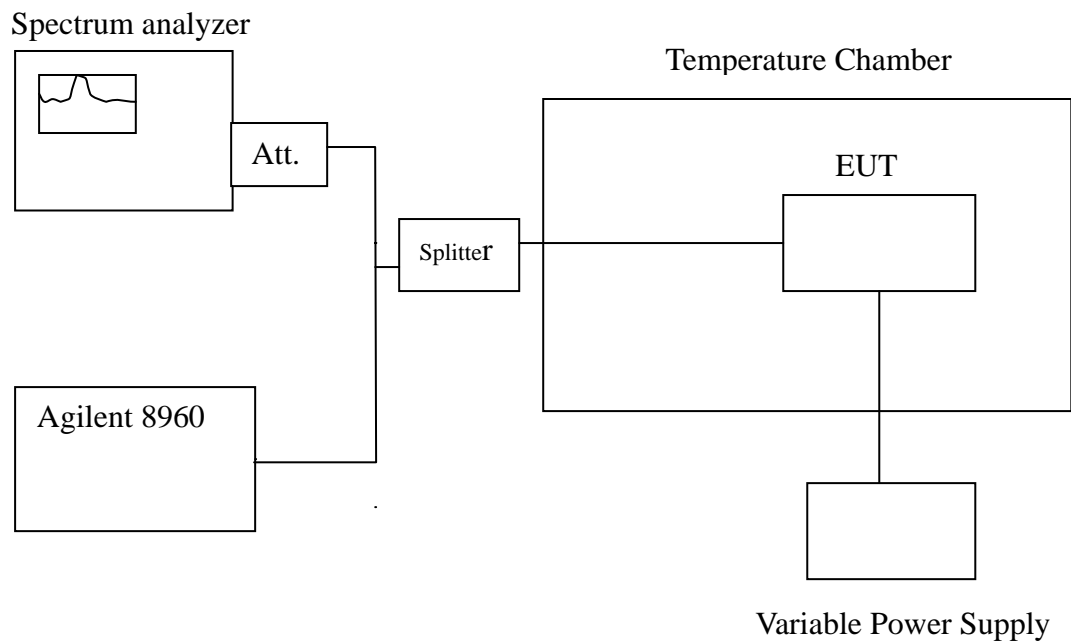 Spectrum analyzer
Temperature Chamber
Att.
EUT
Splitter
Agilent 8960
Variable Power Supply